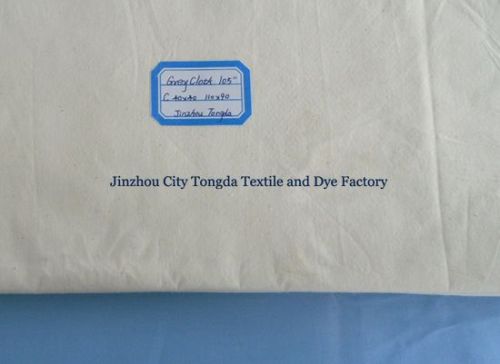 Grey Cloth 105"
C 40x40 110x90
Jinzhou Tongda
Jinzhou City Tongda Textile and Dye Factory